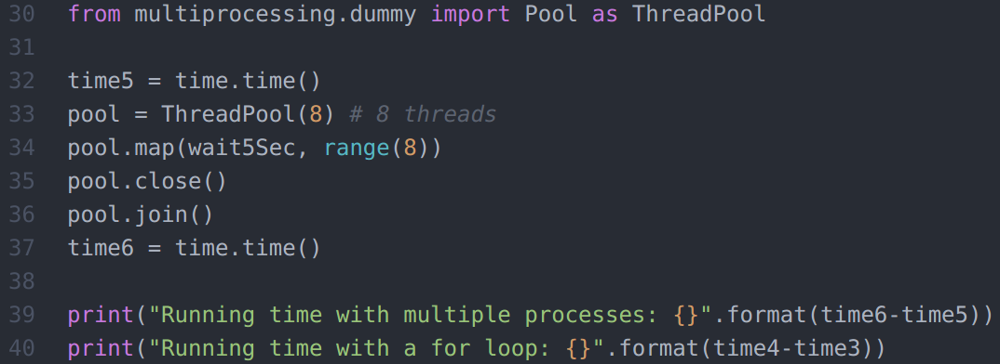 30 from multiprocessing.dummy import Pool as ThreadPool
31
32 time5 = time.time()
33 pool = ThreadPool(8) # 8 threads
34 pool.map(wait5Sec, range(8))
35 pool.close()
36 pool.join()
37 time6 = time.time()
38
39 print("Running time with multiple processes: {}".format(time6-time5))
40 print("Running time with a for loop: {}".format(time4-time3))